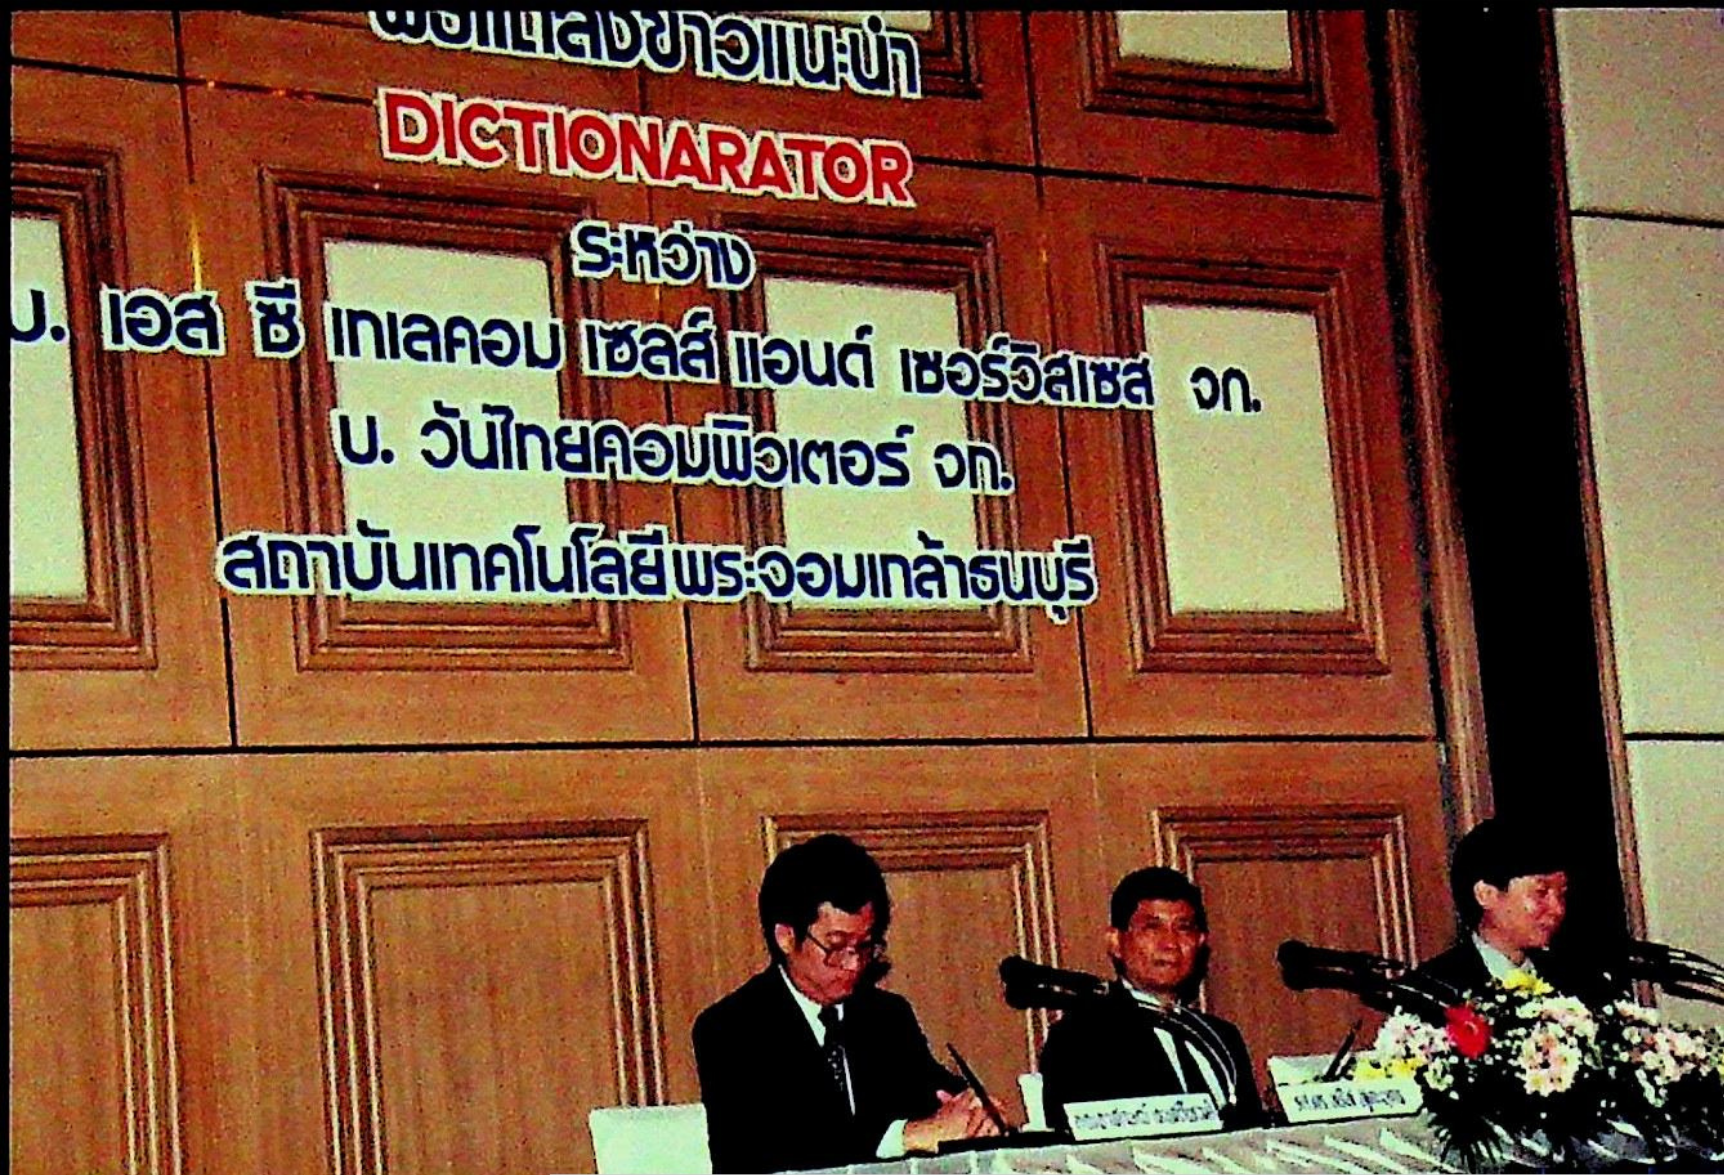 พิธีแถลงข่าวแนะนำ
DICTIONARATOR
ระหว่าง
บ. เอส ซี เทเลคอม เซลส์ แอนด์ เซอร์วิสเซส จก.
บ. วันไทยคอมพิวเตอร์ จก.
สถาบันเทคโนโลยีพระจอมเกล้าธนบุรี